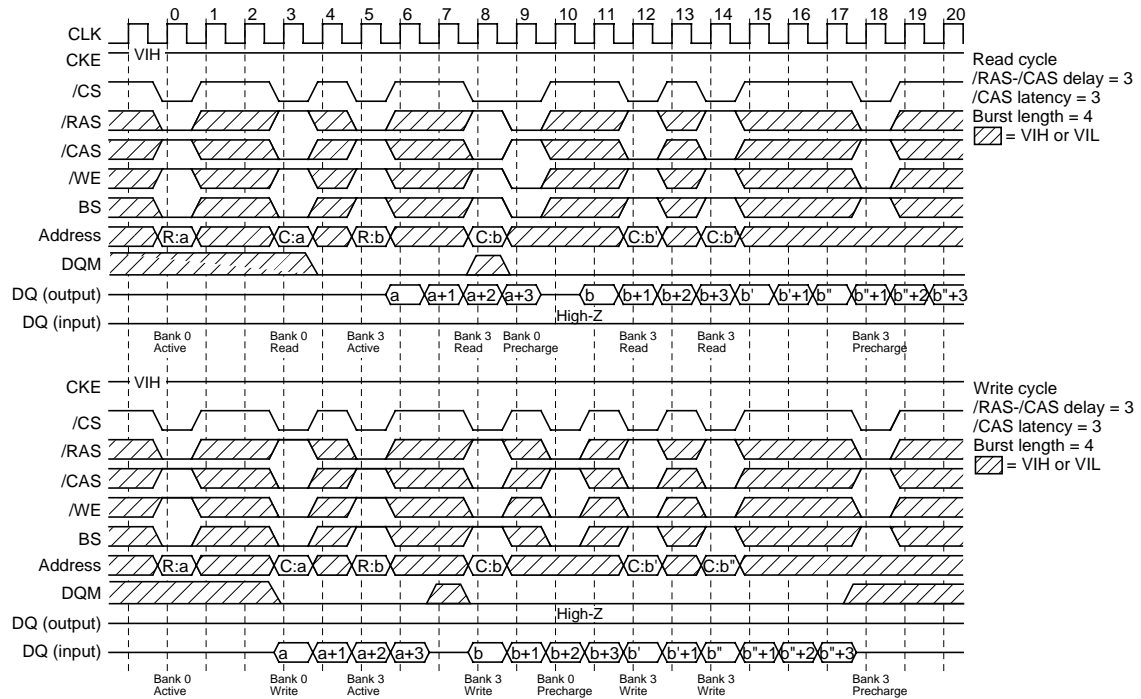 0 1 2 3 4 5 6 7 8 9 10 11 12 13 14 15 16 17 18 19 20
CLK
CKE VIH
/CS
/RAS
/CAS
/WE
BS
Address R:a C:a R:b C:b C:b' C:b"
DQM
DQ (output) a a+1 a+2 a+3 b b+1 b+2 b+3 b' b'+1 b" b"+1 b"+2 b"+3
DQ (input) High-Z
Bank 0 Bank 0 Bank 3 Bank 3 Bank 0 Bank 3 Bank 3 Bank 3
Active Read Active Read Precharge Read Read Precharge
Read cycle
/RAS-/CAS delay = 3
/CAS latency = 3
Burst length = 4
= VIH or VIL
CKE VIH
/CS
/RAS
/CAS
/WE
BS
Address R:a C:a R:b C:b C:b' C:b"
DQM
DQ (output) High-Z
DQ (input) a a+1 a+2 a+3 b b+1 b+2 b+3 b' b'+1 b" b"+1 b"+2 b"+3
Bank 0 Bank 0 Bank 3 Bank 3 Bank 0 Bank 3 Bank 3 Bank 3
Active Write Active Write Precharge Write Write Precharge
Write cycle
/RAS-/CAS delay = 3
/CAS latency = 3
Burst length = 4
= VIH or VIL